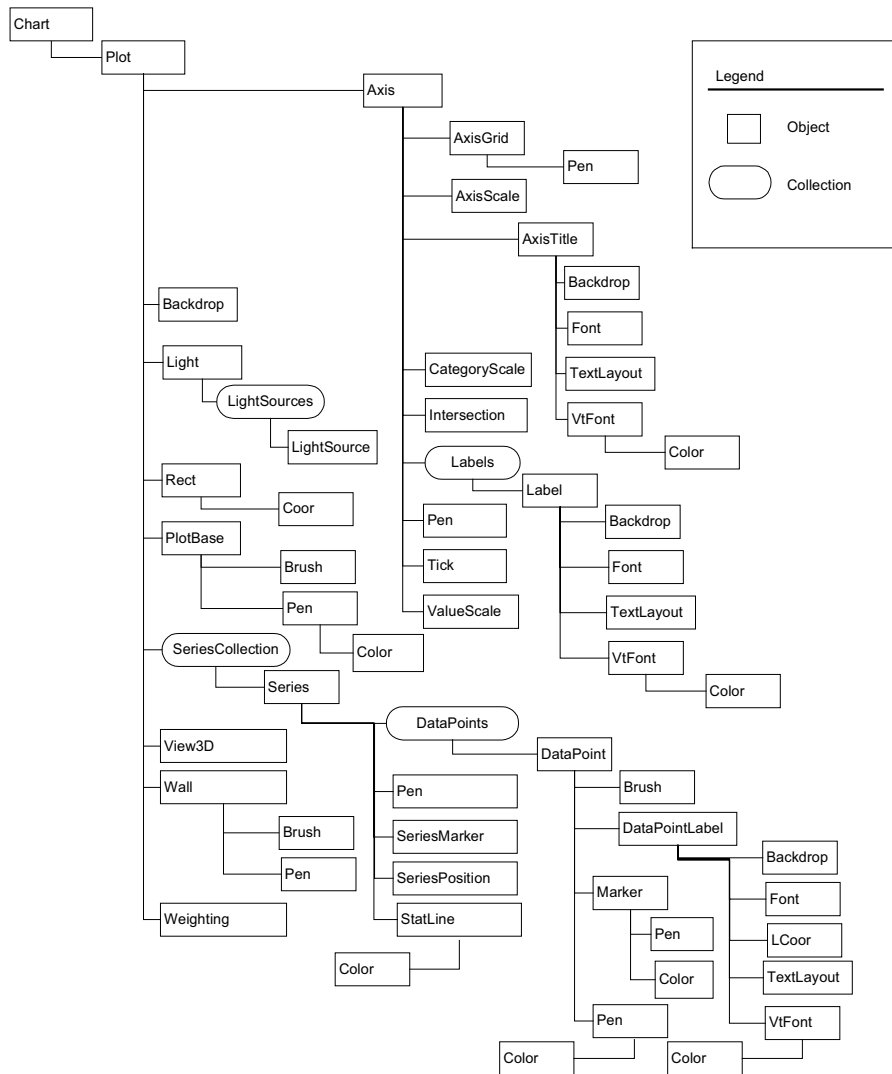 Chart
Plot
Axis
Legend
Object
Collection
AxisGrid
Pen
AxisScale
AxisTitle
Backdrop
Font
TextLayout
VtFont
Color
Backdrop
Light
LightSources
LightSource
CategoryScale
Intersection
Labels
Label
Backdrop
Font
TextLayout
VtFont
Color
Pen
Tick
ValueScale
Rect
Coor
PlotBase
Brush
Pen
Color
SeriesCollection
Series
DataPoints
DataPoint
Brush
DataPointLabel
Backdrop
Font
LCoor
TextLayout
VtFont
Color
Marker
Pen
Color
Pen
Color
Pen
SeriesMarker
SeriesPosition
StatLine
Color
View3D
Wall
Brush
Pen
Weighting